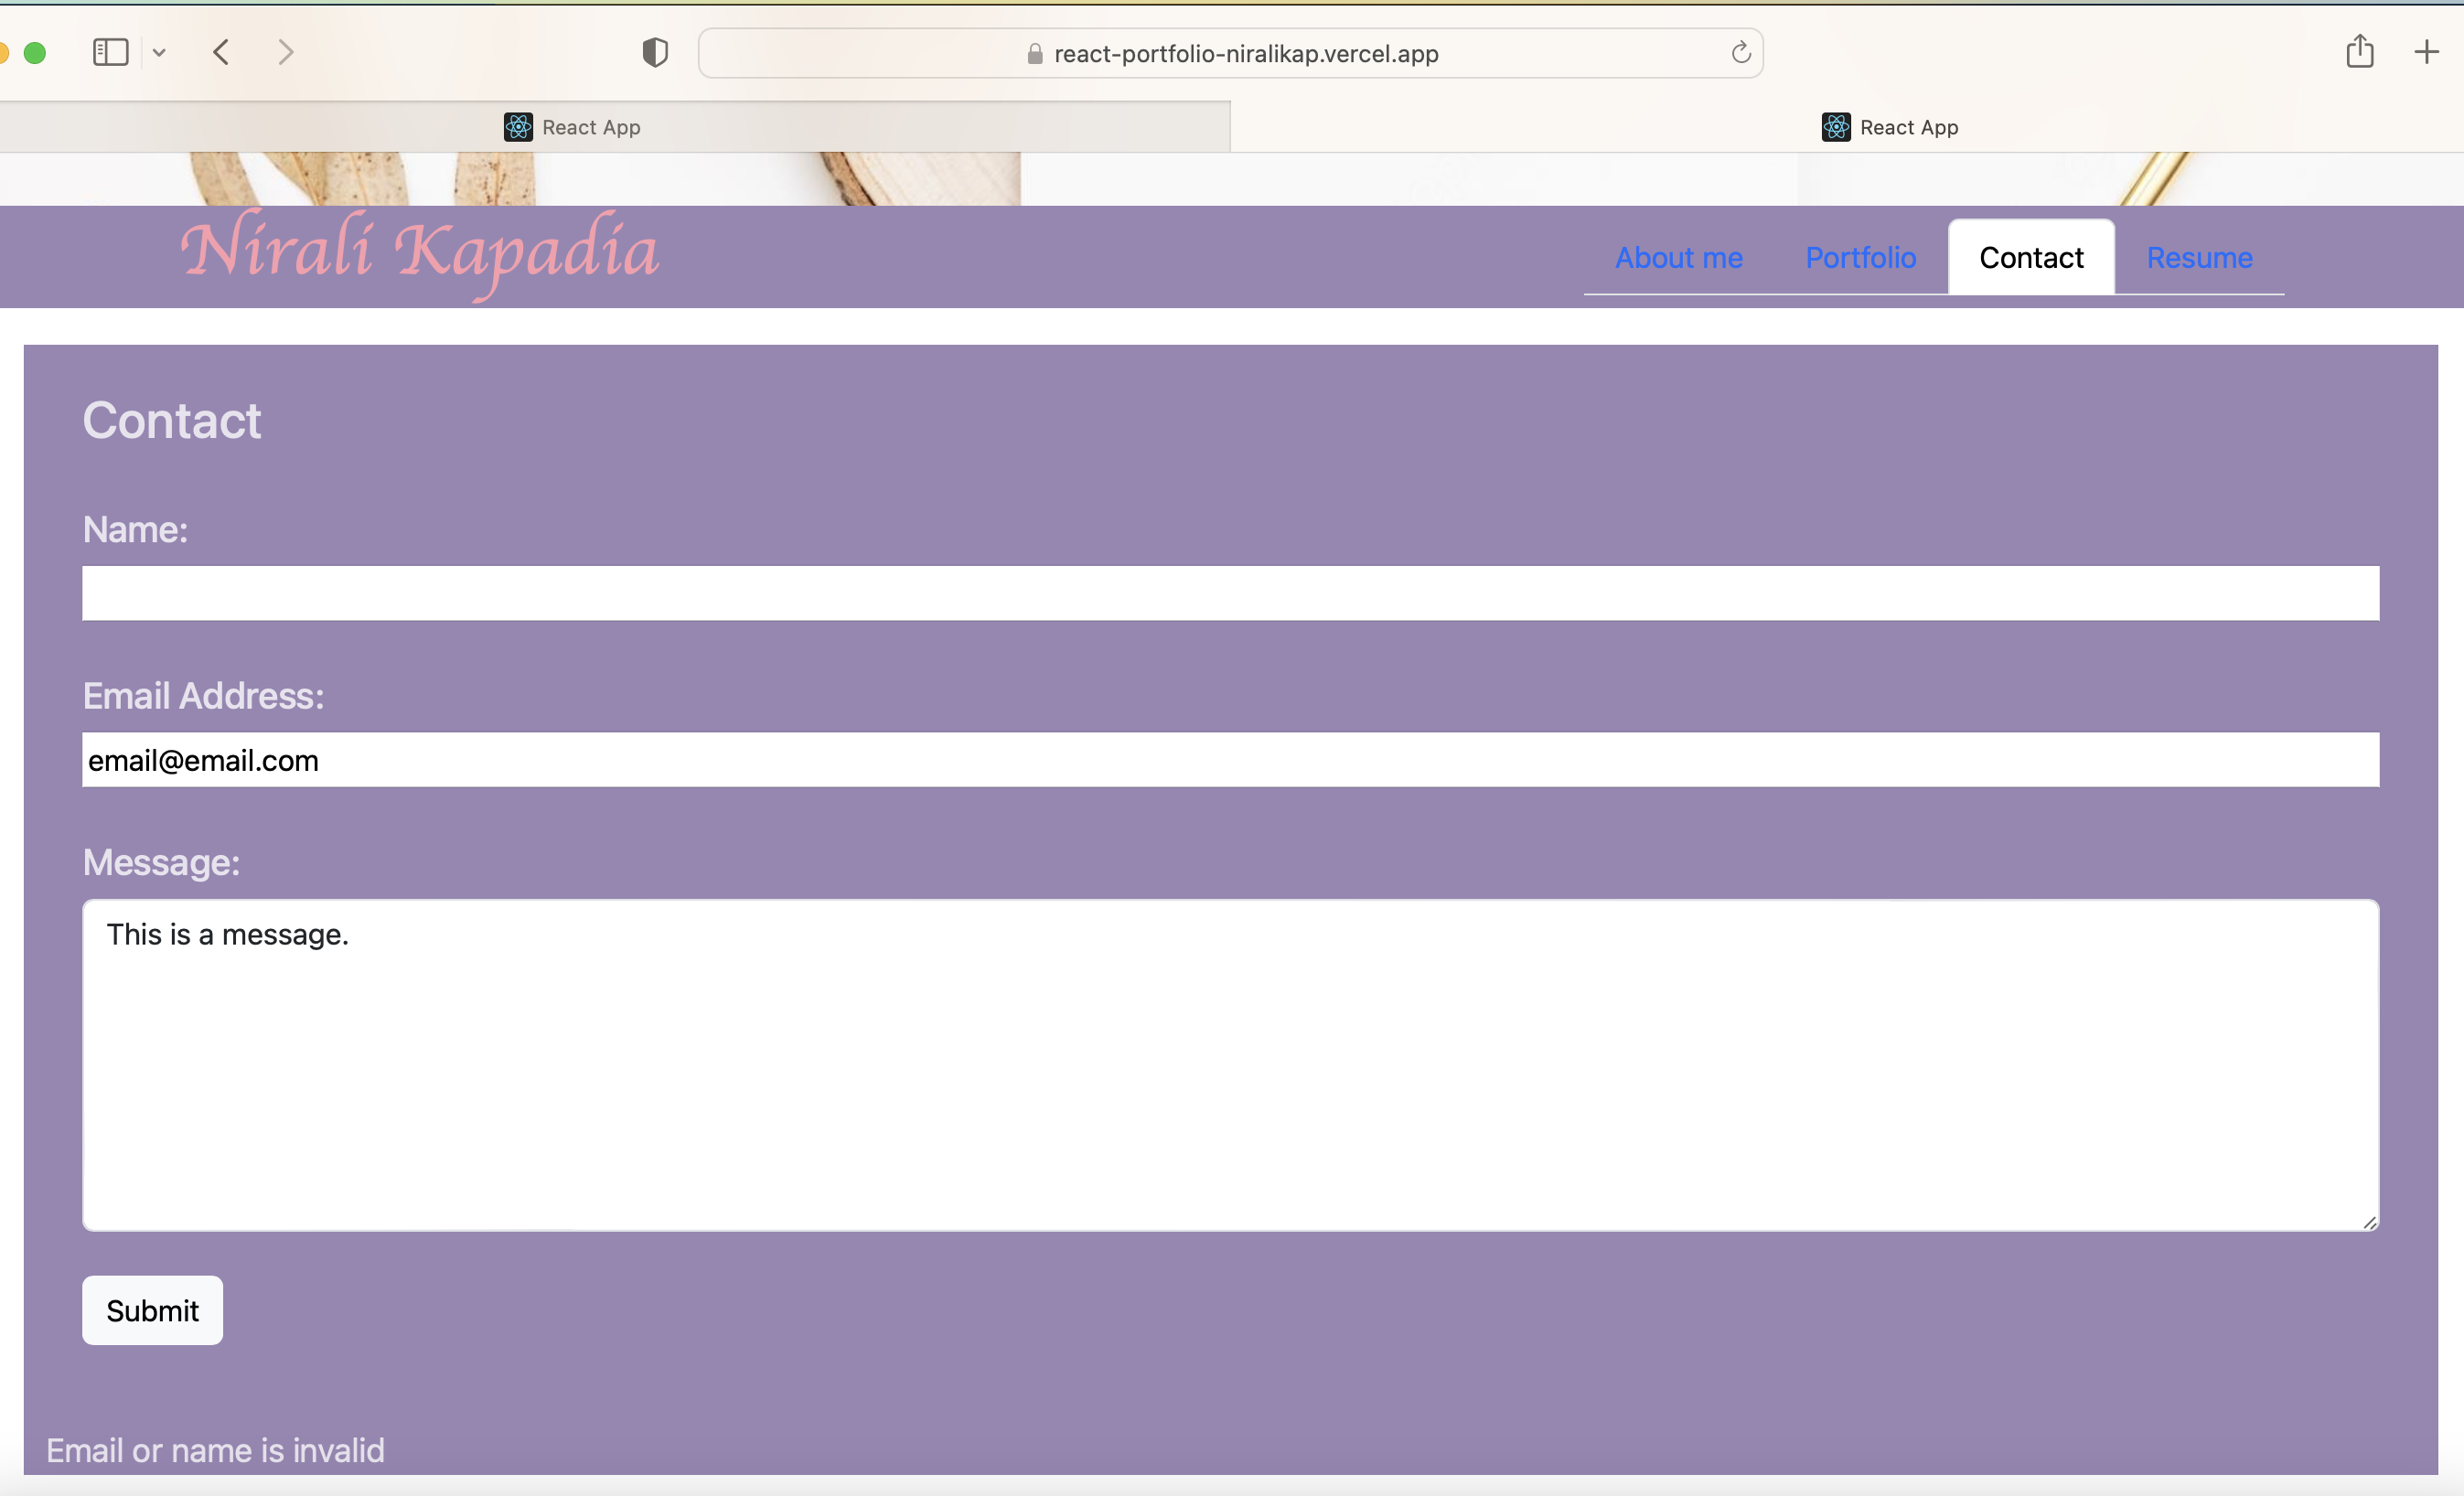 react-portfolio-niralikap.vercel.app
React App
React App
Nirali Kapadia
About me
Portfolio
Contact
Resume
Contact
Name:
Email Address:
email@email.com
Message:
This is a message.
Submit
Email or name is invalid